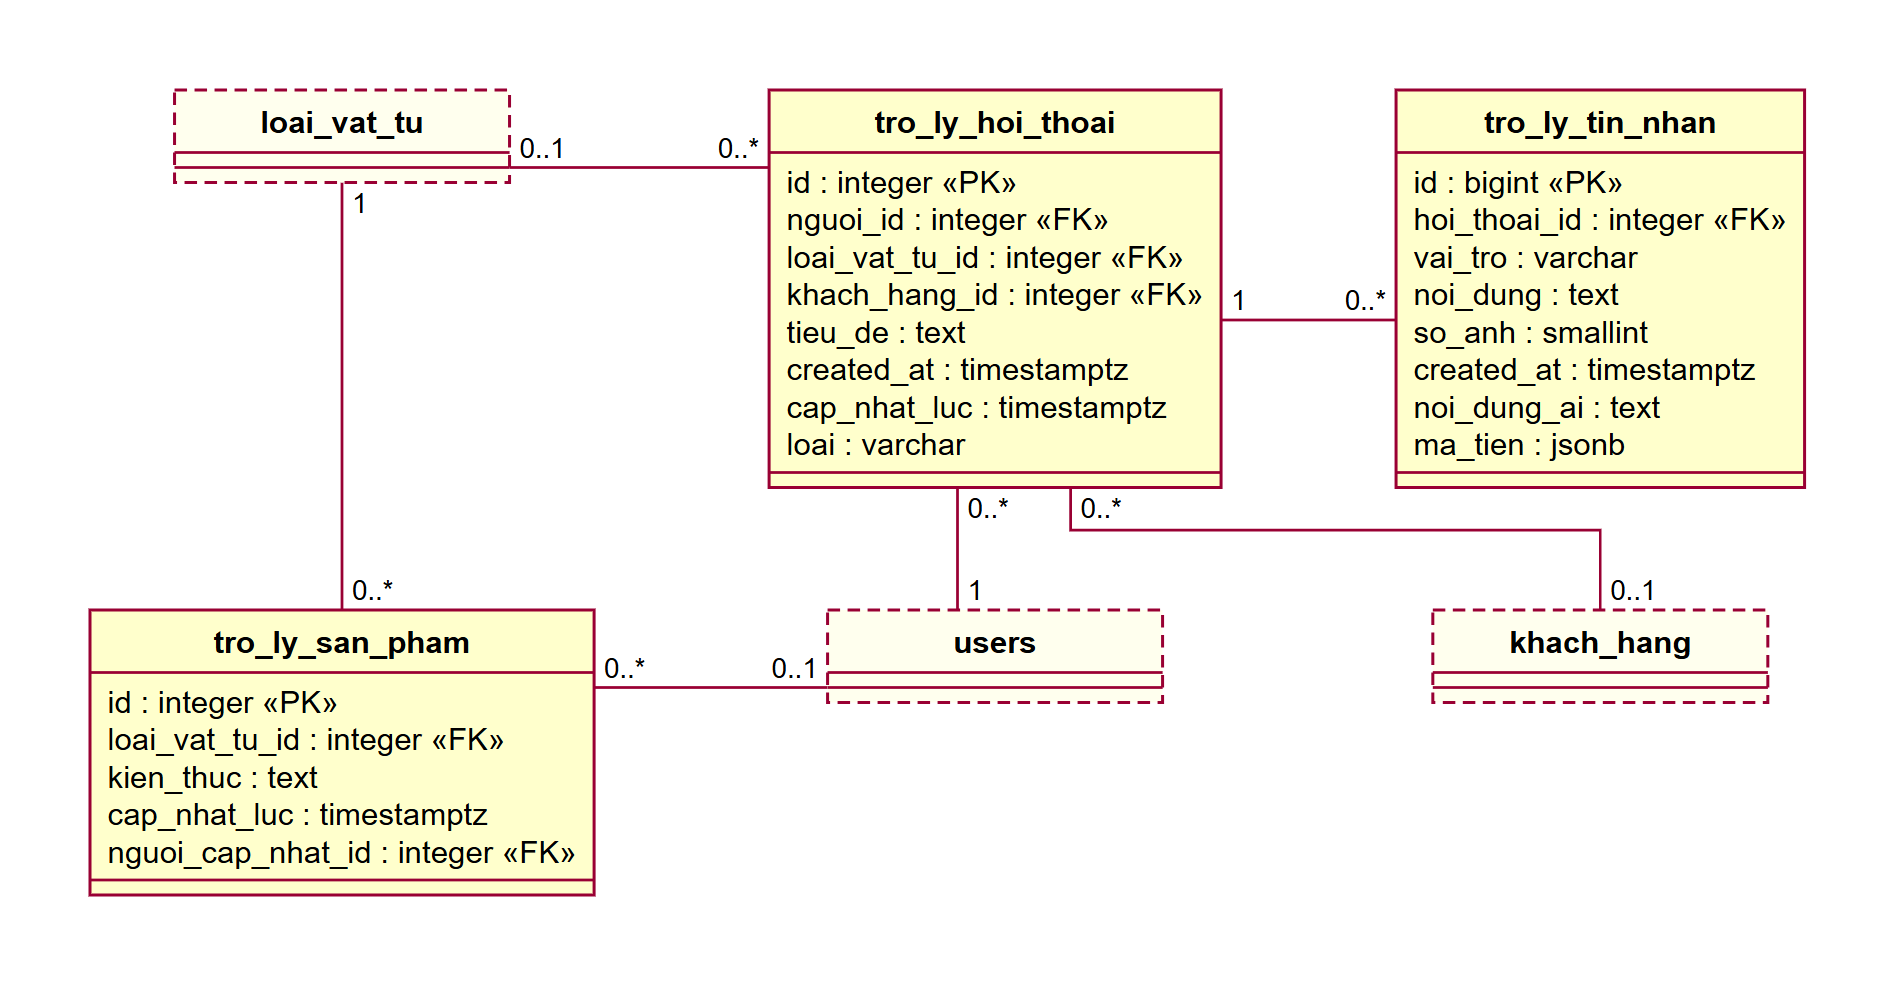 loai_vat_tu
0..1
0..*
1
0..*
tro_ly_hoi_thoai
id : integer «PK»
nguoi_id : integer «FK»
loai_vat_tu_id : integer «FK»
khach_hang_id : integer «FK»
tieu_de : text
created_at : timestamptz
cap_nhat_luc : timestamptz
loai : varchar
1
0..*
tro_ly_tin_nhan
id : bigint «PK»
hoi_thoai_id : integer «FK»
vai_tro : varchar
noi_dung : text
so_anh : smallint
created_at : timestamptz
noi_dung_ai : text
ma_tien : jsonb
0..*
1
0..*
0..1
tro_ly_san_pham
id : integer «PK»
loai_vat_tu_id : integer «FK»
kien_thuc : text
cap_nhat_luc : timestamptz
nguoi_cap_nhat_id : integer «FK»
0..*
0..1
users
khach_hang